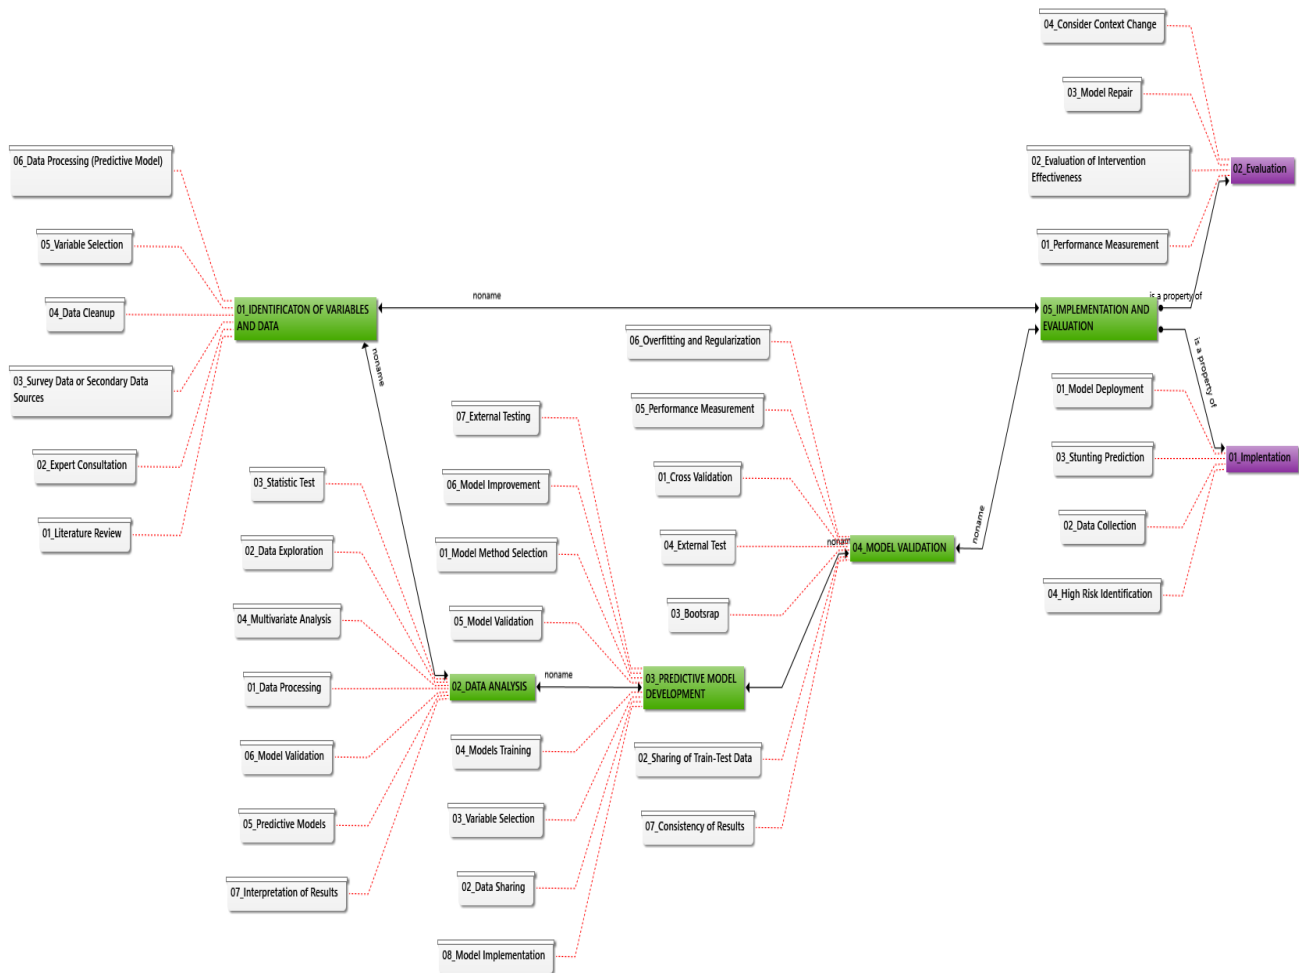 04_Consider Context Change
03_Model Repair
02_Evaluation of Intervention
Effectiveness
02_Evaluation
01_Performance Measurement
06_Data Processing (Predictive Model)
05_Variable Selection
04_Data Cleanup
03_Survey Data or Secondary Data
Sources
02_Expert Consultation
01_Literature Review
01_IDENTIFICATON OF VARIABLES
AND DATA
noname
noname
is a property of
05_IMPLEMENTATION AND
EVALUATION
is a property of
01_Model Deployment
03_Stunting Prediction
01_Implentation
02_Data Collection
04_High Risk Identification
06_Overfitting and Regularization
05_Performance Measurement
01_Cross Validation
04_External Test
03_Bootsrap
noname
04_MODEL VALIDATION
noname
02_Sharing of Train-Test Data
07_Consistency of Results
07_External Testing
06_Model Improvement
01_Model Method Selection
05_Model Validation
03_PREDICTIVE MODEL
DEVELOPMENT
04_Models Training
03_Variable Selection
02_Data Sharing
08_Model Implementation
03_Statistic Test
02_Data Exploration
04_Multivariate Analysis
01_Data Processing
02_DATA ANALYSIS
noname
06_Model Validation
05_Predictive Models
07_Interpretation of Results